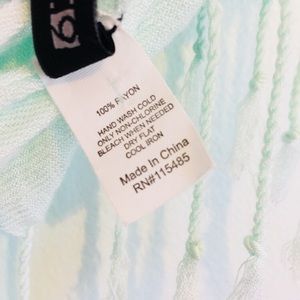 100% RAYON
HAND WASH COLD
ONLY NON-CHLORINE
BLEACH WHEN NEEDED
DRY FLAT
COOL IRON
Made In China
RN#115485